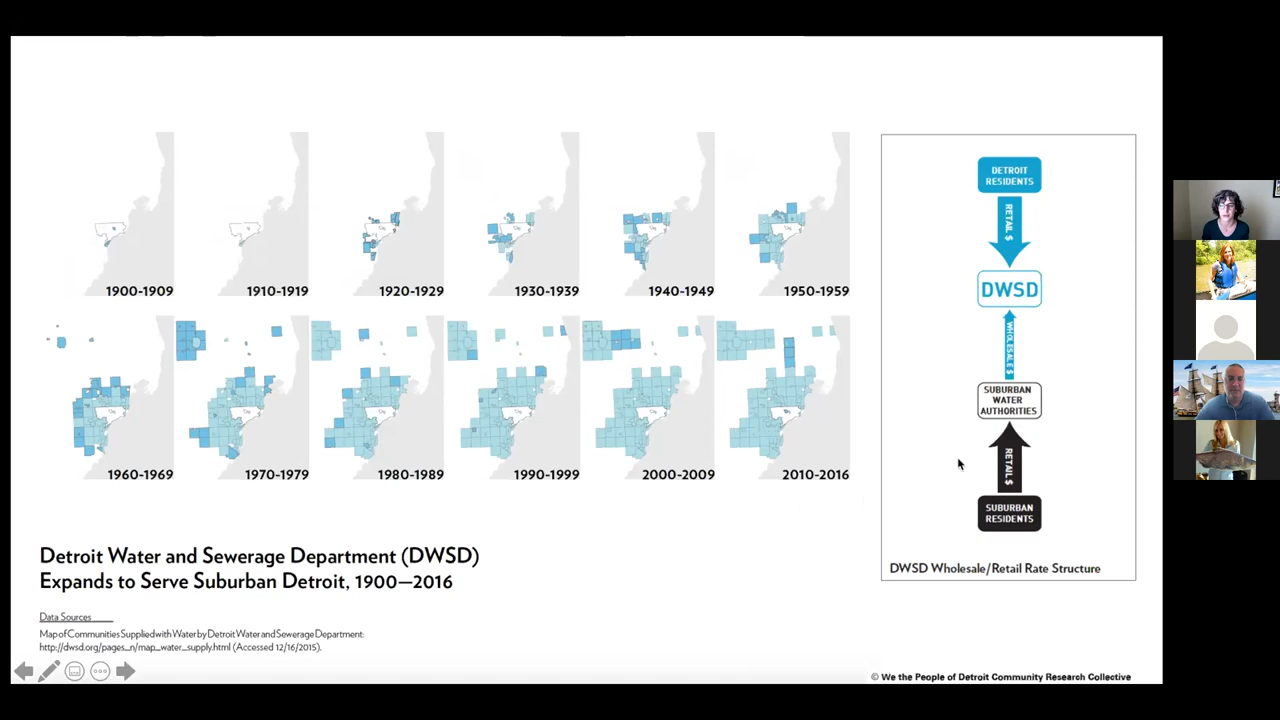 1900-1909
1910-1919
1920-1929
1930-1939
1940-1949
1950-1959
1960-1969
1970-1979
1980-1989
1990-1999
2000-2009
2010-2016
Detroit Water and Sewerage Department (DWSD)
Expands to Serve Suburban Detroit, 1900—2016
Data Sources
Map of Communities Supplied with Water by Detroit Water and Sewerage Department:
http://dwsd.org/pages_n/map_water_supply.html (Accessed 12/16/2015).
DETROIT
RESIDENTS
RETAIL $
DWSD
WHOLESALE $
SUBURBAN
WATER
AUTHORITIES
RETAIL $
SUBURBAN
RESIDENTS
DWSD Wholesale/Retail Rate Structure
© We the People of Detroit Community Research Collective